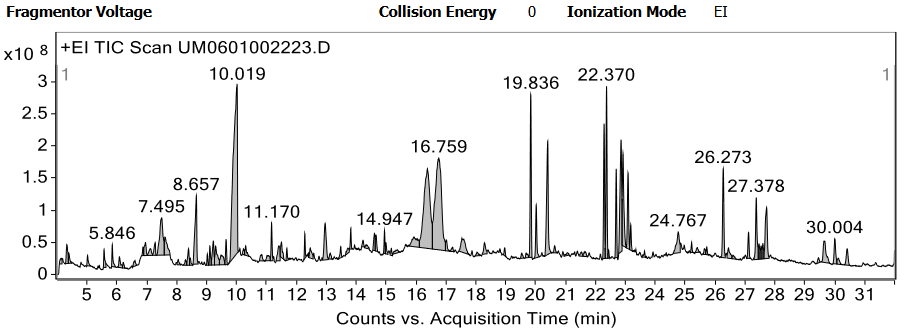 Fragmentor Voltage Collision Energy 0 Ionization Mode EI
x10 8 +EI TIC Scan UM0601002223.D
1 1
10.019 19.836 22.370
3
2.5
2 16.759
1.5 8.657 26.273
1 7.495 11.170 27.378
0.5 5.846 14.947 24.767 30.004
0
5 6 7 8 9 10 11 12 13 14 15 16 17 18 19 20 21 22 23 24 25 26 27 28 29 30 31
Counts vs. Acquisition Time (min)